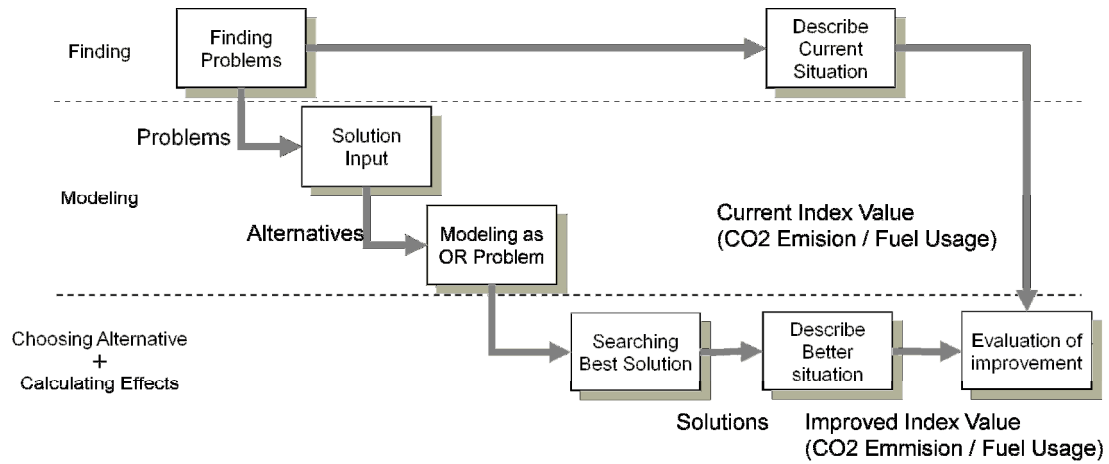 Finding
Finding
Problems
Describe
Current
Situation
Problems
Solution
Input
Modeling
Alternatives
Modeling as
OR Problem
Current Index Value
(CO2 Emision / Fuel Usage)
Choosing Alternative
+
Calculating Effects
Searching
Best Solution
Describe
Better
situation
Evaluation of
improvement
Solutions
Improved Index Value
(CO2 Emmision / Fuel Usage)